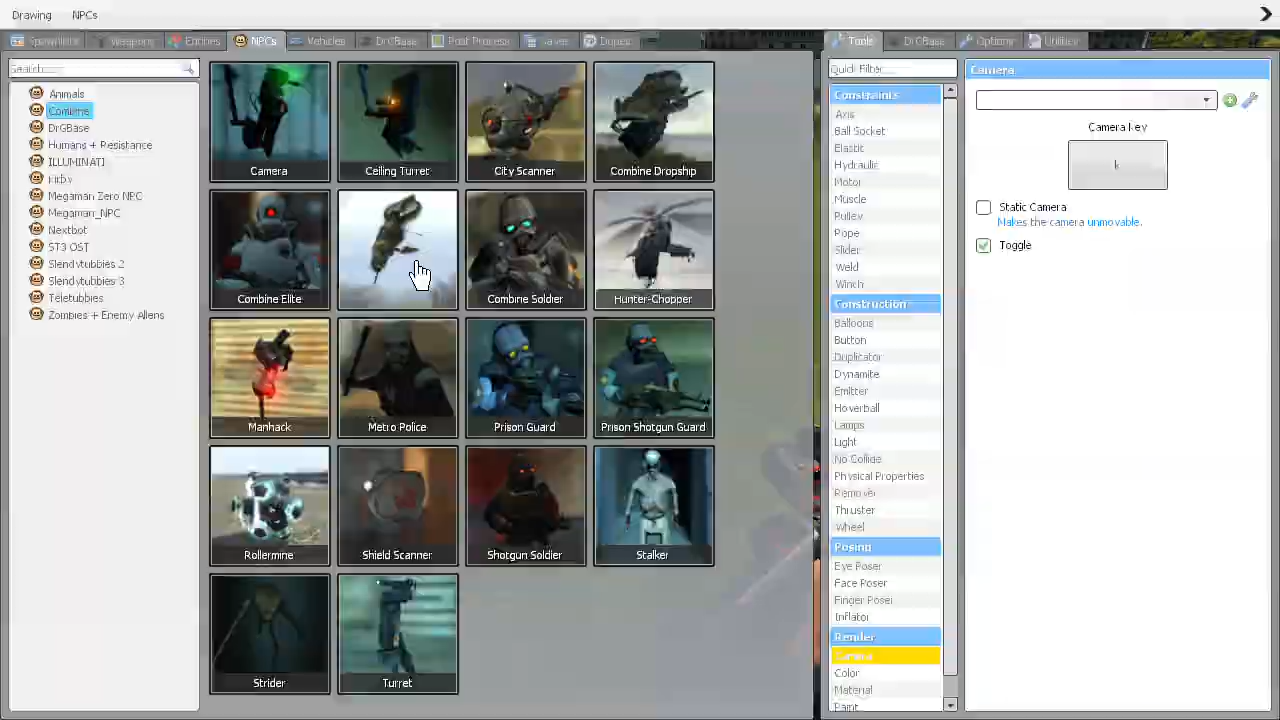 Drawing NPCs
Spawnlists Weapons Entities NPCs Vehicles DrGBase Post Process Saves Dupes
Search...
Animals
Combine
DrGBase
Humans + Resistance
ILLUMINATI
Kirby
Megaman Zero NPC
Megaman_NPC
Nextbot
ST3 OST
Slendytubbies 2
Slendytubbies 3
Teletubbies
Zombies + Enemy Aliens
Camera Ceiling Turret City Scanner Combine Dropship
Combine Elite Combine Soldier Hunter-Chopper
Manhack Metro Police Prison Guard Prison Shotgun Guard
Rollermine Shield Scanner Shotgun Soldier Stalker
Strider Turret
Tools DrGBase Options Utilities
Quick Filter
Constraints
Axis
Ball Socket
Elastic
Hydraulic
Motor
Muscle
Pulley
Rope
Slider
Weld
Winch
Construction
Balloons
Button
Duplicator
Dynamite
Emitter
Hoverball
Lamps
Light
No Collide
Physical Properties
Remover
Thruster
Wheel
Posing
Eye Poser
Face Poser
Finger Poser
Inflator
Render
Camera
Color
Material
Paint
Camera
Camera Key
k
Static Camera
Makes the camera unmovable.
Toggle